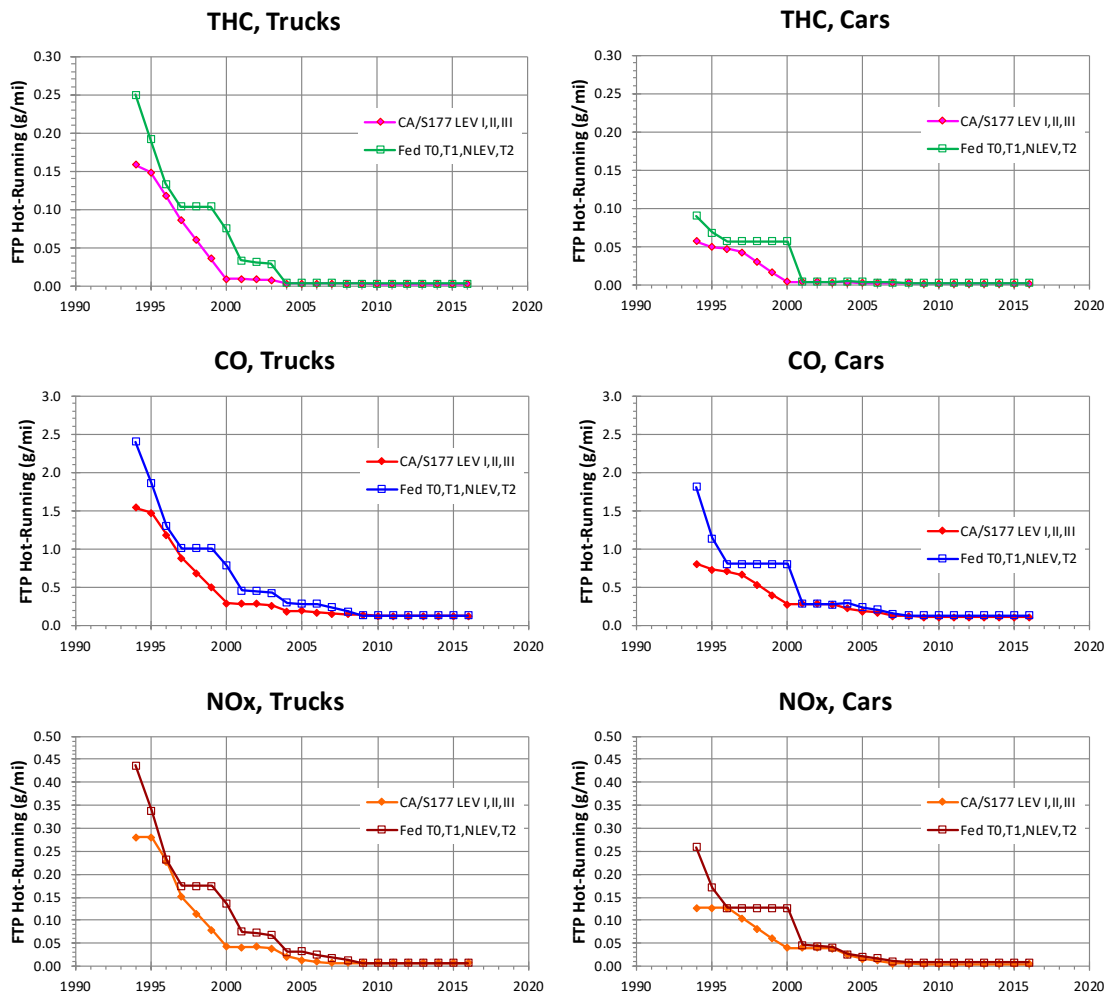 THC, Trucks
FTP Hot-Running (g/mi)
0.30
0.25
0.20
0.15
0.10
0.05
0.00
CA/S177 LEV I,II,III
Fed T0,T1,NLEV,T2
1990 1995 2000 2005 2010 2015 2020
THC, Cars
FTP Hot-Running (g/mi)
0.30
0.25
0.20
0.15
0.10
0.05
0.00
CA/S177 LEV I,II,III
Fed T0,T1,NLEV,T2
1990 1995 2000 2005 2010 2015 2020
CO, Trucks
FTP Hot-Running (g/mi)
3.0
2.5
2.0
1.5
1.0
0.5
0.0
CA/S177 LEV I,II,III
Fed T0,T1,NLEV,T2
1990 1995 2000 2005 2010 2015 2020
CO, Cars
FTP Hot-Running (g/mi)
3.0
2.5
2.0
1.5
1.0
0.5
0.0
CA/S177 LEV I,II,III
Fed T0,T1,NLEV,T2
1990 1995 2000 2005 2010 2015 2020
NOx, Trucks
FTP Hot-Running (g/mi)
0.50
0.45
0.40
0.35
0.30
0.25
0.20
0.15
0.10
0.05
0.00
CA/S177 LEV I,II,III
Fed T0,T1,NLEV,T2
1990 1995 2000 2005 2010 2015 2020
NOx, Cars
FTP Hot-Running (g/mi)
0.50
0.45
0.40
0.35
0.30
0.25
0.20
0.15
0.10
0.05
0.00
CA/S177 LEV I,II,III
Fed T0,T1,NLEV,T2
1990 1995 2000 2005 2010 2015 2020